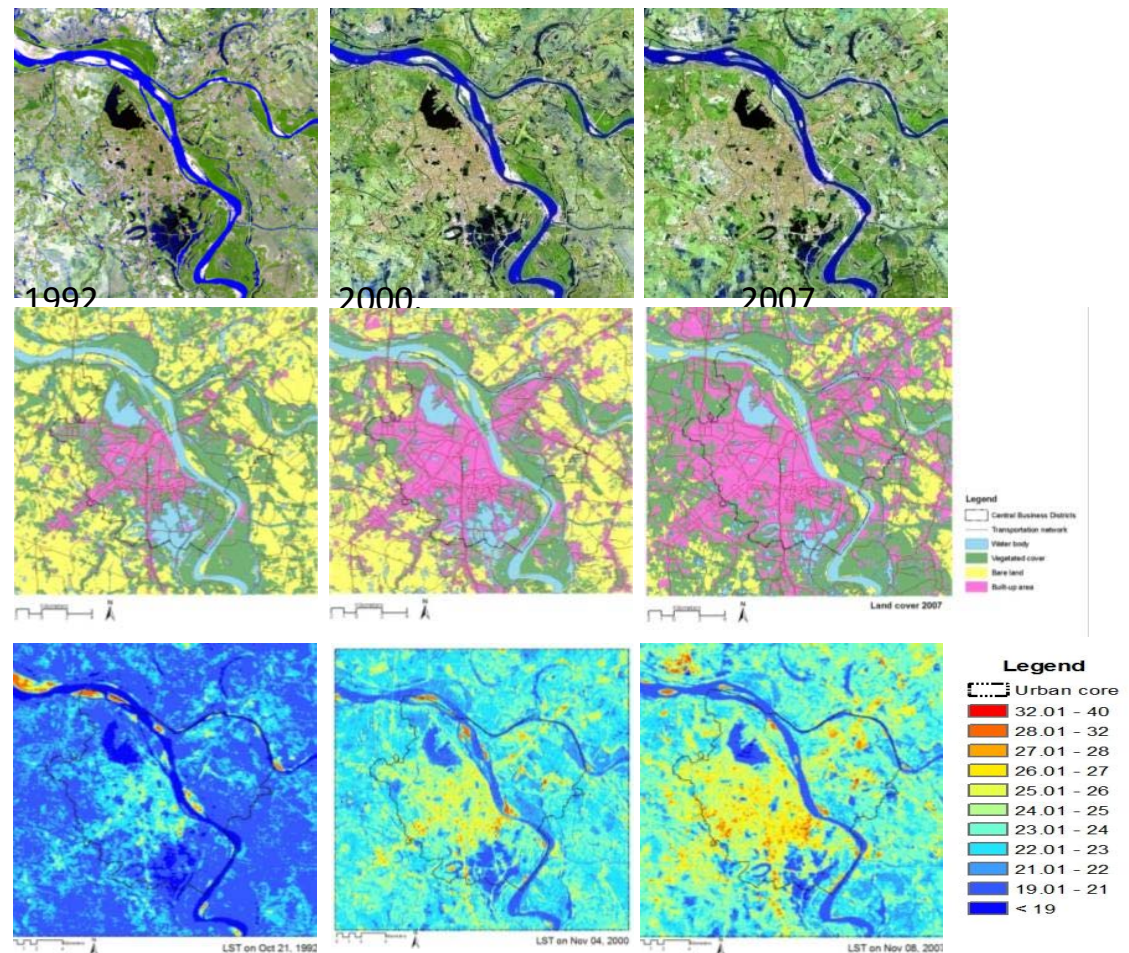 1992
2000.
2007
Legend
Central Business Districts
Transportation network
Water body
Vegetated cover
Bare land
Built-up area
N
N
N
Land cover 2007
Legend
Urban core
32.01 - 40
28.01 - 32
27.01 - 28
26.01 - 27
25.01 - 26
24.01 - 25
23.01 - 24
22.01 - 23
21.01 - 22
19.01 - 21
< 19
LST on Oct 21, 1992
LST on Nov 04, 2000
LST on Nov 08, 2007